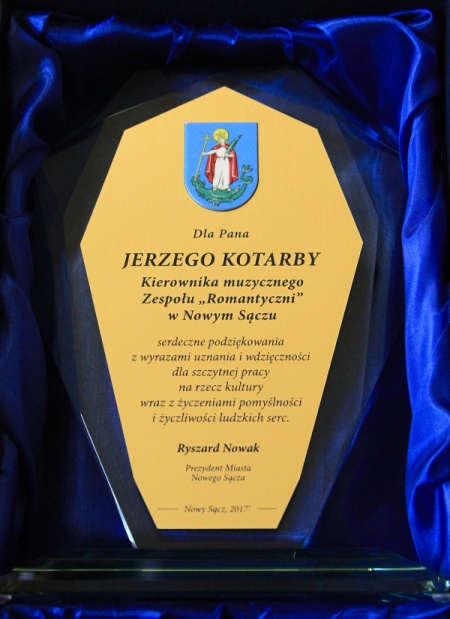 Dla Pana
JERZEGO KOTARBY
Kierownika muzycznego
Zespołu „Romantyczni”
w Nowym Sączu
serdeczne podziękowania
z wyrazami uznania i wdzięczności
dla szczytnej pracy
na rzecz kultury
wraz z życzeniami pomyślności
i życzliwości ludzkich serc.
Ryszard Nowak
Prezydent Miasta
Nowego Sącza
Nowy Sącz, 2017'